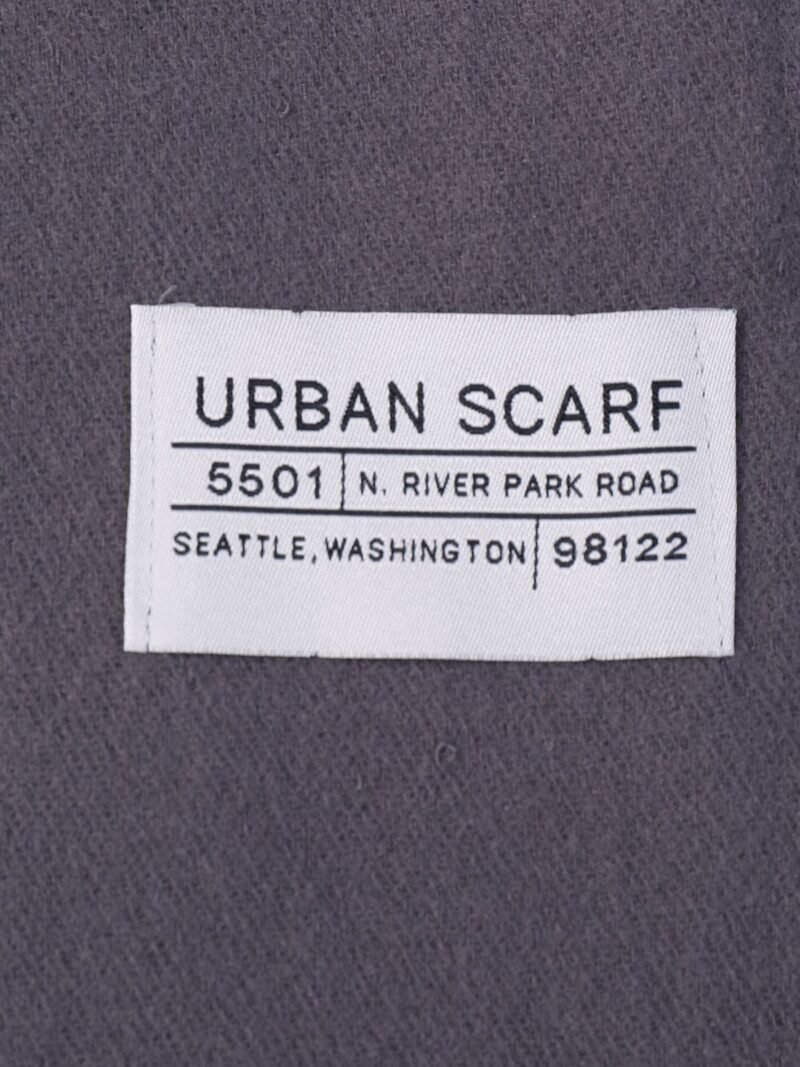 URBAN SCARF
5501 N. RIVER PARK ROAD
SEATTLE, WASHINGTON 98122